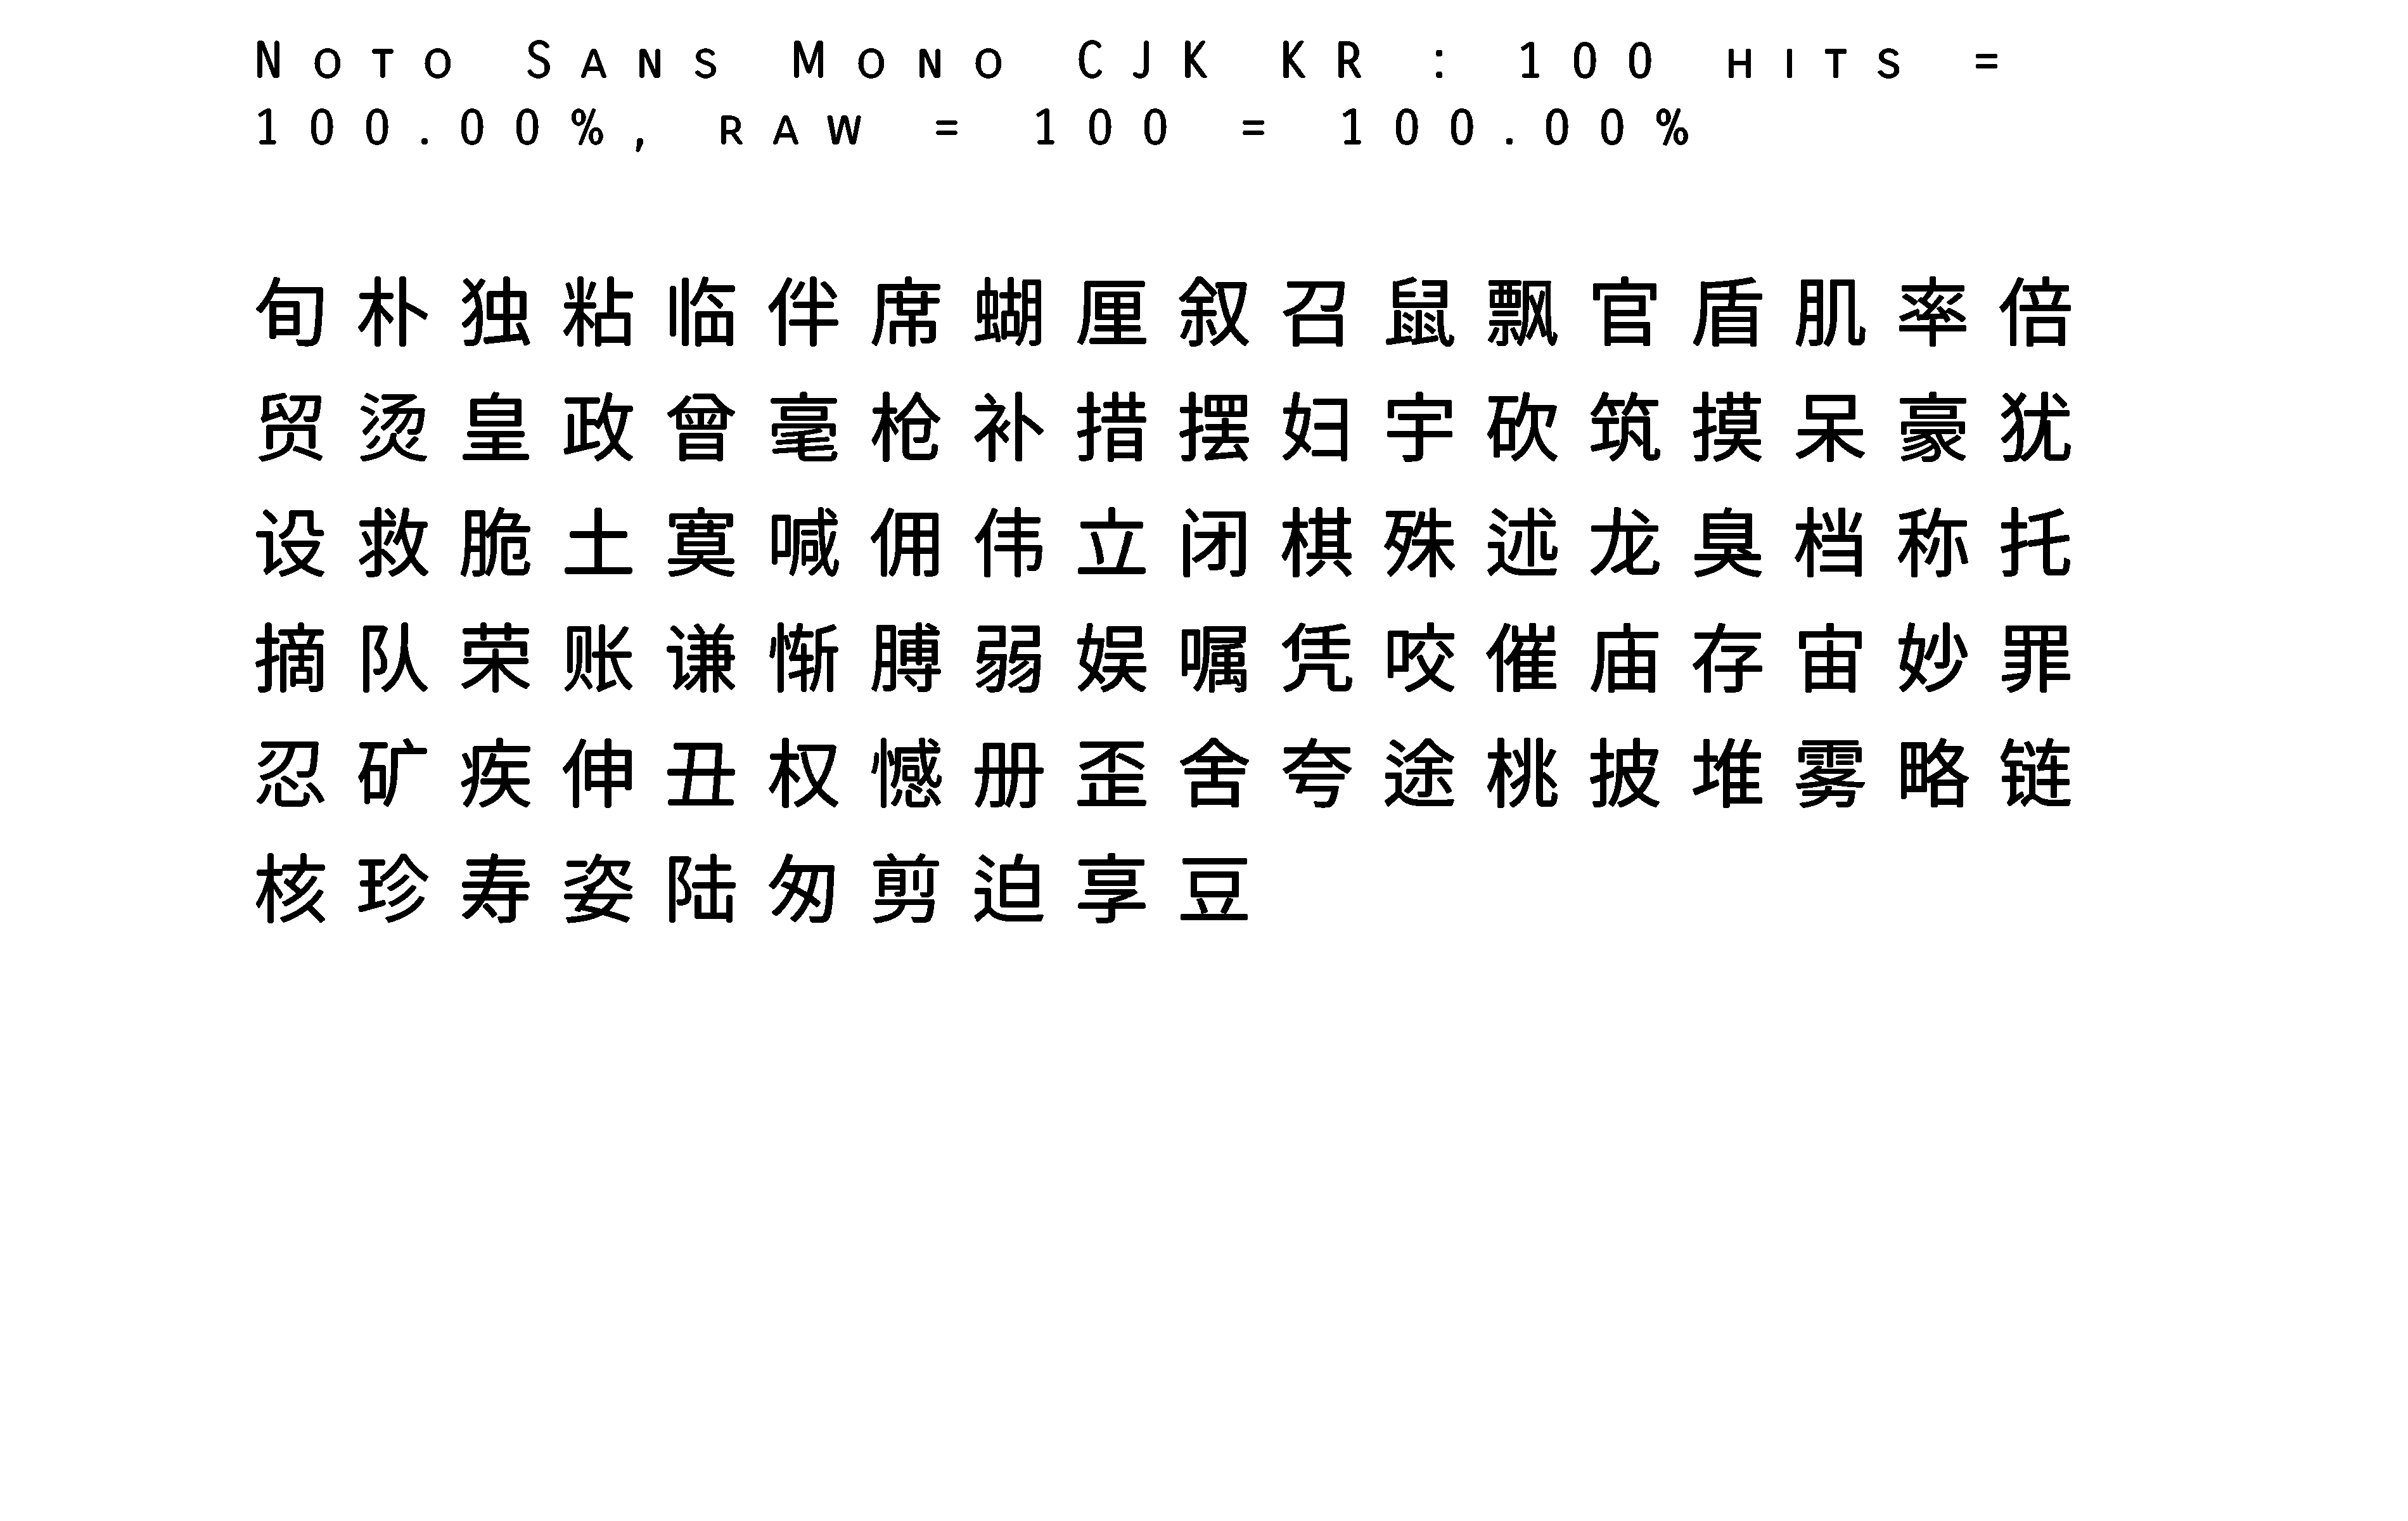 Noto Sans Mono CJK KR : 100 hits =
100.00%, raw = 100 = 100.00%
旬朴独粘临伴席蝴厘叙召鼠飘官盾肌率倍
贸烫皇政曾毫枪补措摆妇宇砍筑摸呆豪犹
设救脆土寞喊佣伟立闭棋殊述龙臭档称托
摘队荣账谦惭膊弱娱嘱凭咬催庙存宙妙罪
忍矿疾伸丑权憾册歪舍夸途桃披堆雾略链
核珍寿姿陆匆剪迫享豆